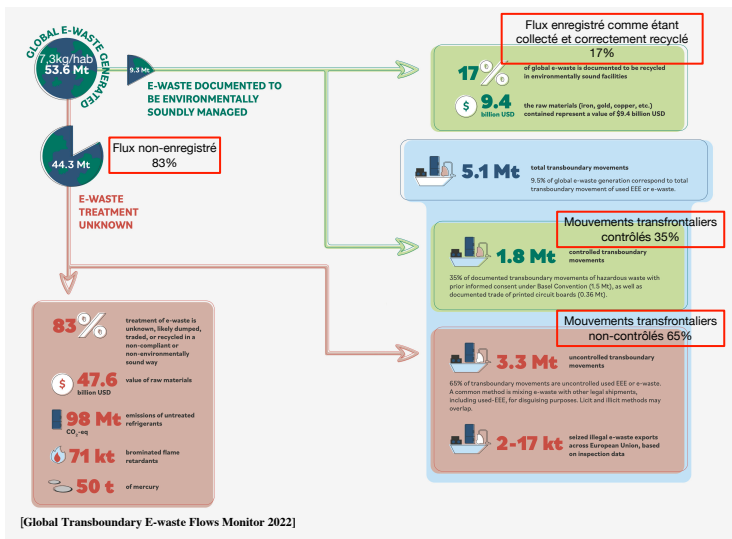 GLOBAL E-WASTE GENERATED
7,3kg/hab
53.6 Mt
9.3 Mt
E-WASTE DOCUMENTED TO
BE ENVIRONMENTALLY
SOUNDLY MANAGED
Flux enregistré comme étant
collecté et correctement recyclé
17%
17%
of global e-waste is documented to be recycled
in environmentally sound facilities
$ 9.4
billion USD
the raw materials (iron, gold, copper, etc.)
contained represent a value of $9.4 billion USD
44.3 Mt
Flux non-enregistré
83%
E-WASTE
TREATMENT
UNKNOWN
5.1 Mt
total transboundary movements
9.5% of global e-waste generation correspond to total
transboundary movement of used EEE or e-waste.
Mouvements transfrontaliers
contrôlés 35%
1.8 Mt
controlled transboundary
movements
35% of documented transboundary movements of hazardous waste with
prior informed consent under Basel Convention (1.5 Mt), as well as
documented trade of printed circuit boards (0.36 Mt).
Mouvements transfrontaliers
non-contrôlés 65%
3.3 Mt
uncontrolled transboundary
movements
65% of transboundary movements are uncontrolled used EEE or e-waste.
A common method is mixing e-waste with other legal shipments,
including used-EEE, for disguising purposes. Licit and illicit methods may
overlap.
2-17 kt
seized illegal e-waste exports
across European Union, based
on inspection data
83%
treatment of e-waste is
unknown, likely dumped,
traded, or recycled in a
non-compliant or
non-environmentally
sound way
$ 47.6
billion USD
value of raw materials
98 Mt
CO2-eq
emissions of untreated
refrigerants
71 kt
brominated flame
retardants
50 t
of mercury
[Global Transboundary E-waste Flows Monitor 2022]